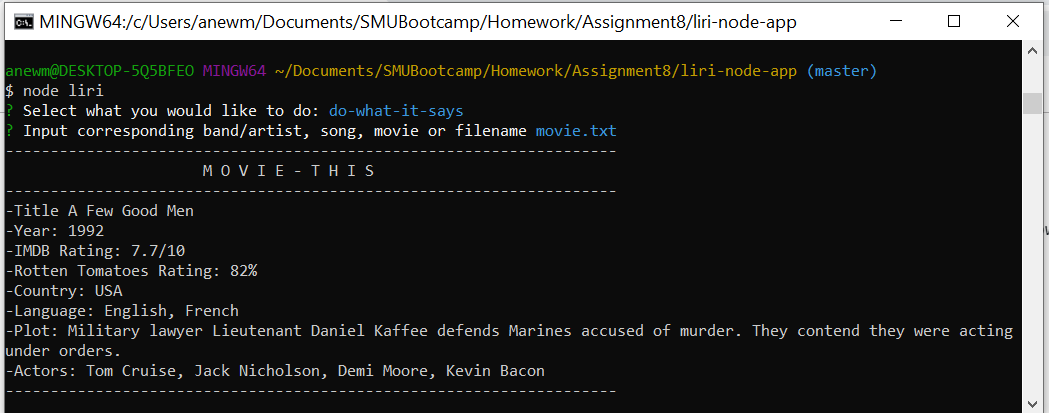 MINGW64:/c/Users/anewm/Documents/SMUBootcamp/Homework/Assignment8/liri-node-app
anewm@DESKTOP-5Q5BFEO MINGW64 ~/Documents/SMUBootcamp/Homework/Assignment8/liri-node-app (master)
$ node liri
? Select what you would like to do: do-what-it-says
? Input corresponding band/artist, song, movie or filename movie.txt
--------------------------------------------------------------------
M O V I E - T H I S
--------------------------------------------------------------------
-Title A Few Good Men
-Year: 1992
-IMDB Rating: 7.7/10
-Rotten Tomatoes Rating: 82%
-Country: USA
-Language: English, French
-Plot: Military lawyer Lieutenant Daniel Kaffee defends Marines accused of murder. They contend they were acting
under orders.
-Actors: Tom Cruise, Jack Nicholson, Demi Moore, Kevin Bacon
--------------------------------------------------------------------